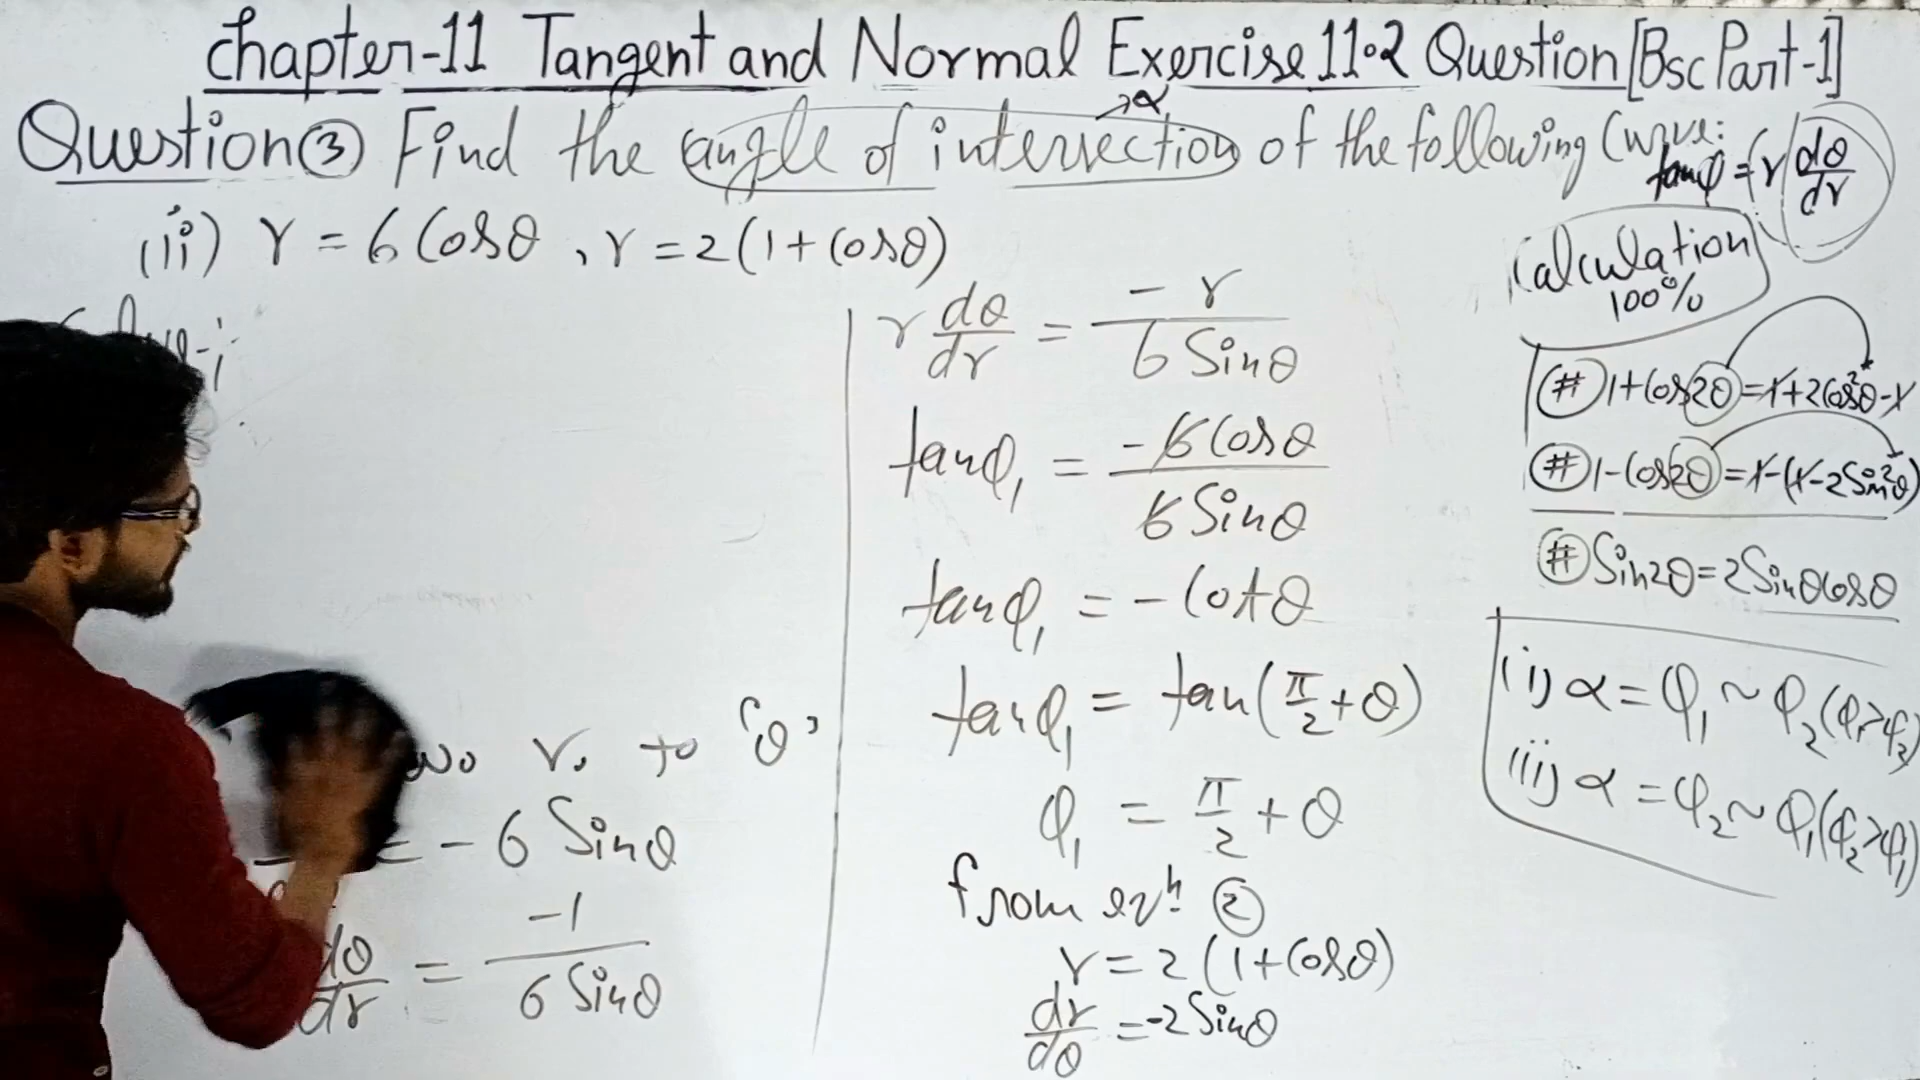 Chapter-11 Tangent and Normal Exercise 11.2 Question [Bsc Part-1]
Question ③ Find the angle of intersection of the following Curve:
→α
tanφ = r dθ/dr
(ii) r = 6 Cosθ , r = 2(1+Cosθ)
w. r. to 'θ'
= -6 Sinθ
dθ/dr = -1/6 Sinθ
r dθ/dr = -r/6 Sinθ
tanφ₁ = -6 Cosθ/6 Sinθ
tanφ₁ = -Cotθ
tanφ₁ = tan(π/2+θ)
φ₁ = π/2 + θ
from eqⁿ ②
r = 2(1+Cosθ)
dr/dθ = -2 Sinθ
Calculation
100%
# 1+Cos2θ = 1+2Cos²θ-1
# 1-Cos2θ = 1-(1-2Sin²θ)
# Sin2θ = 2SinθCosθ
(i) α = φ₁ ~ φ₂ (φ₁>φ₂)
(ii) α = φ₂ ~ φ₁ (φ₂>φ₁)